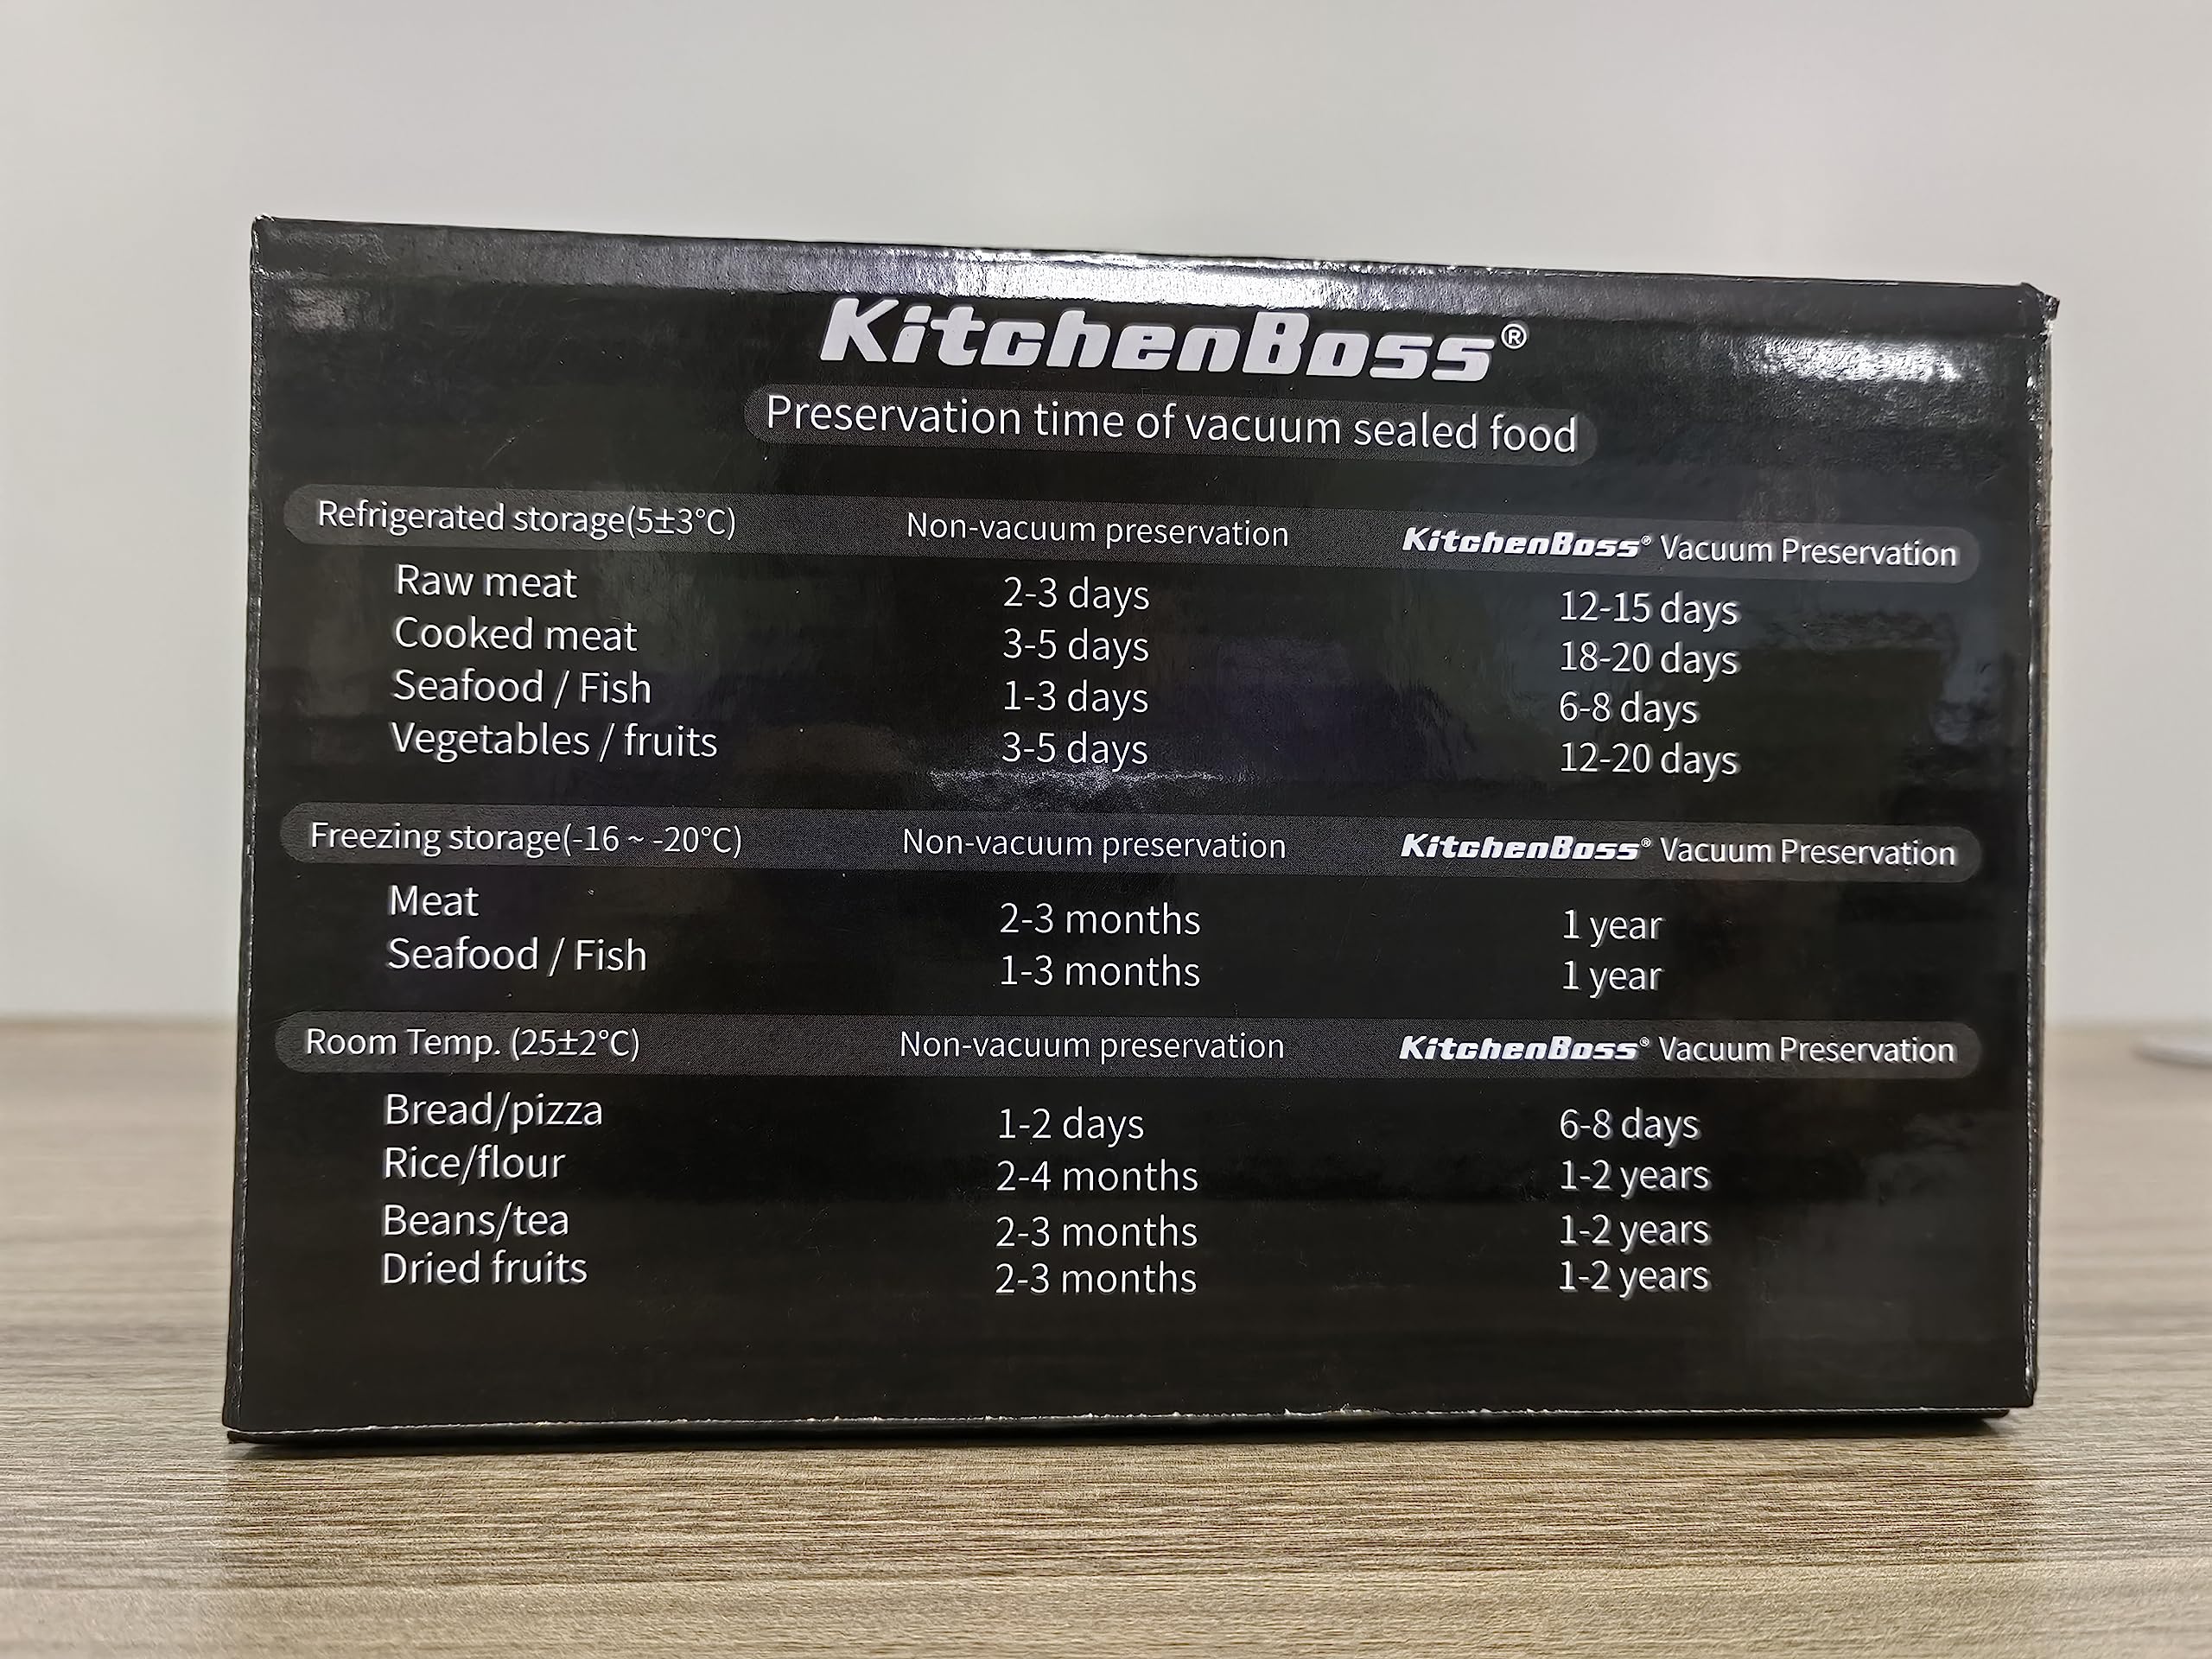 KitchenBoss®
Preservation time of vacuum sealed food
Refrigerated storage(5±3°C) Non-vacuum preservation KitchenBoss® Vacuum Preservation
Raw meat 2-3 days 12-15 days
Cooked meat 3-5 days 18-20 days
Seafood / Fish 1-3 days 6-8 days
Vegetables / fruits 3-5 days 12-20 days
Freezing storage(-16 ~ -20°C) Non-vacuum preservation KitchenBoss® Vacuum Preservation
Meat 2-3 months 1 year
Seafood / Fish 1-3 months 1 year
Room Temp. (25±2°C) Non-vacuum preservation KitchenBoss® Vacuum Preservation
Bread/pizza 1-2 days 6-8 days
Rice/flour 2-4 months 1-2 years
Beans/tea 2-3 months 1-2 years
Dried fruits 2-3 months 1-2 years